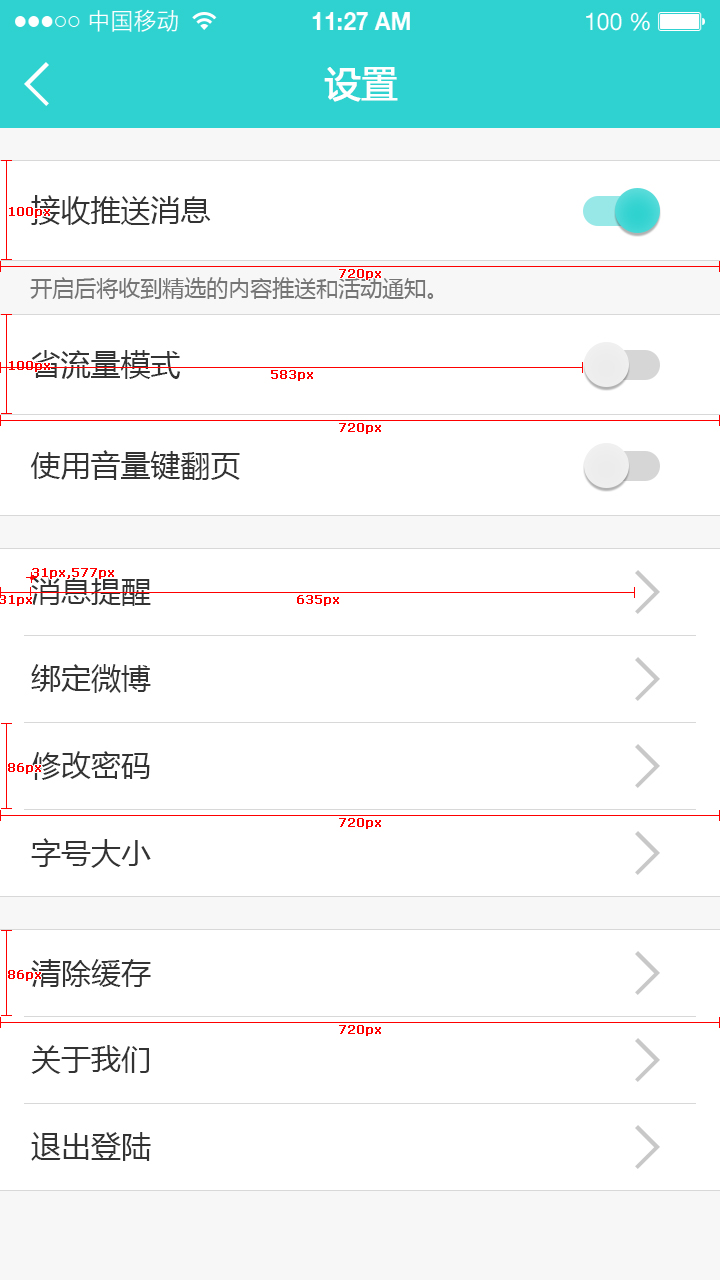 中国移动 11:27 AM 100 %
设置
接收推送消息
100px
720px
开启后将收到精选的内容推送和活动通知。
省流量模式
100px
583px
720px
使用音量键翻页
31px,577px
消息提醒
31px
635px
绑定微博
修改密码
86px
720px
字号大小
清除缓存
86px
720px
关于我们
退出登陆